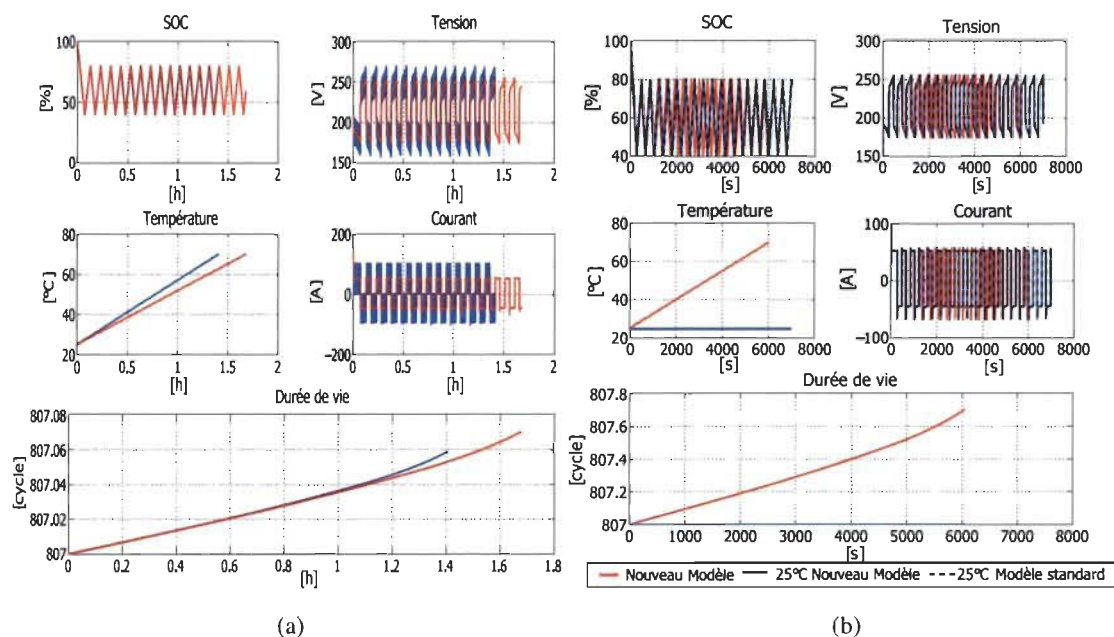 SOC
[%]
100
50
0
0 0.5 1 1.5 2
[h]
Tension
[V]
300
250
200
150
0 0.5 1 1.5 2
[h]
Température
[ºC]
80
60
40
20
0 0.5 1 1.5 2
[h]
Courant
[A]
200
0
−200
0 0.5 1 1.5 2
[h]
Durée de vie
[cycle]
807.08
807.06
807.04
807.02
807
0 0.2 0.4 0.6 0.8 1 1.2 1.4 1.6 1.8
[h]
(a)
SOC
[%]
100
80
60
40
0 2000 4000 6000 8000
[s]
Tension
[V]
300
250
200
150
0 2000 4000 6000 8000
[s]
Température
[ºC]
80
60
40
20
0 2000 4000 6000 8000
[s]
Courant
[A]
100
0
−100
0 2000 4000 6000 8000
[s]
Durée de vie
[cycle]
807.8
807.6
807.4
807.2
807
0 1000 2000 3000 4000 5000 6000 7000 8000
[s]
Nouveau Modèle 25ºC Nouveau Modèle 25ºC Modèle standard
(b)